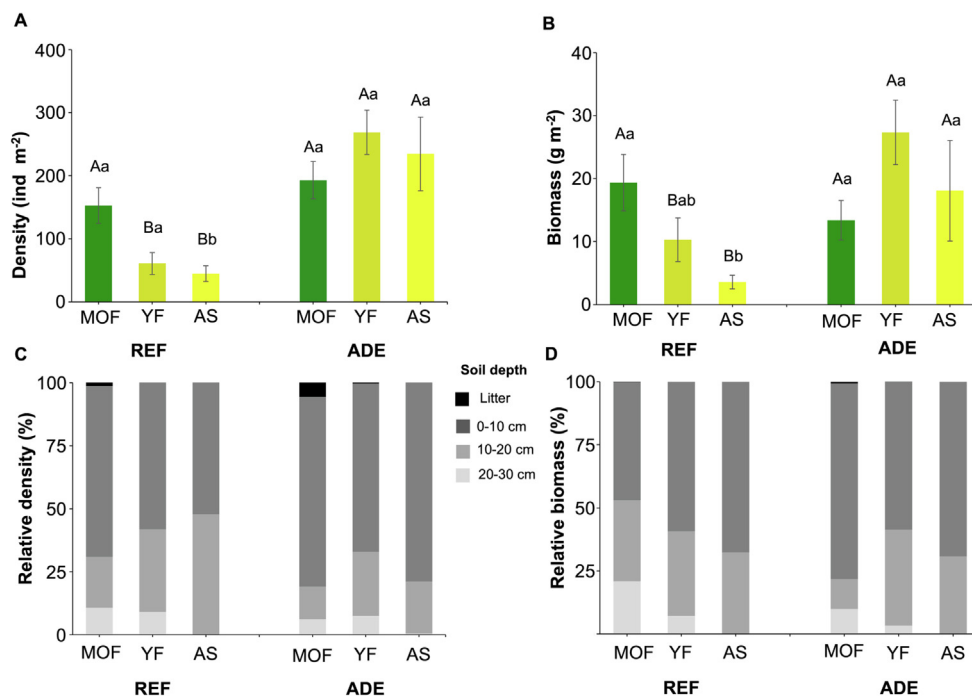 A
Density (ind m⁻²)
400
300
200
100
0
Aa
Ba
Bb
Aa
Aa
Aa
MOF YF AS MOF YF AS
REF ADE
B
Biomass (g m⁻²)
40
30
20
10
0
Aa
Bab
Bb
Aa
Aa
Aa
MOF YF AS MOF YF AS
REF ADE
C
Relative density (%)
100
75
50
25
0
MOF YF AS MOF YF AS
REF ADE
Soil depth
Litter
0-10 cm
10-20 cm
20-30 cm
D
Relative biomass (%)
100
75
50
25
MOF YF AS MOF YF AS
REF ADE